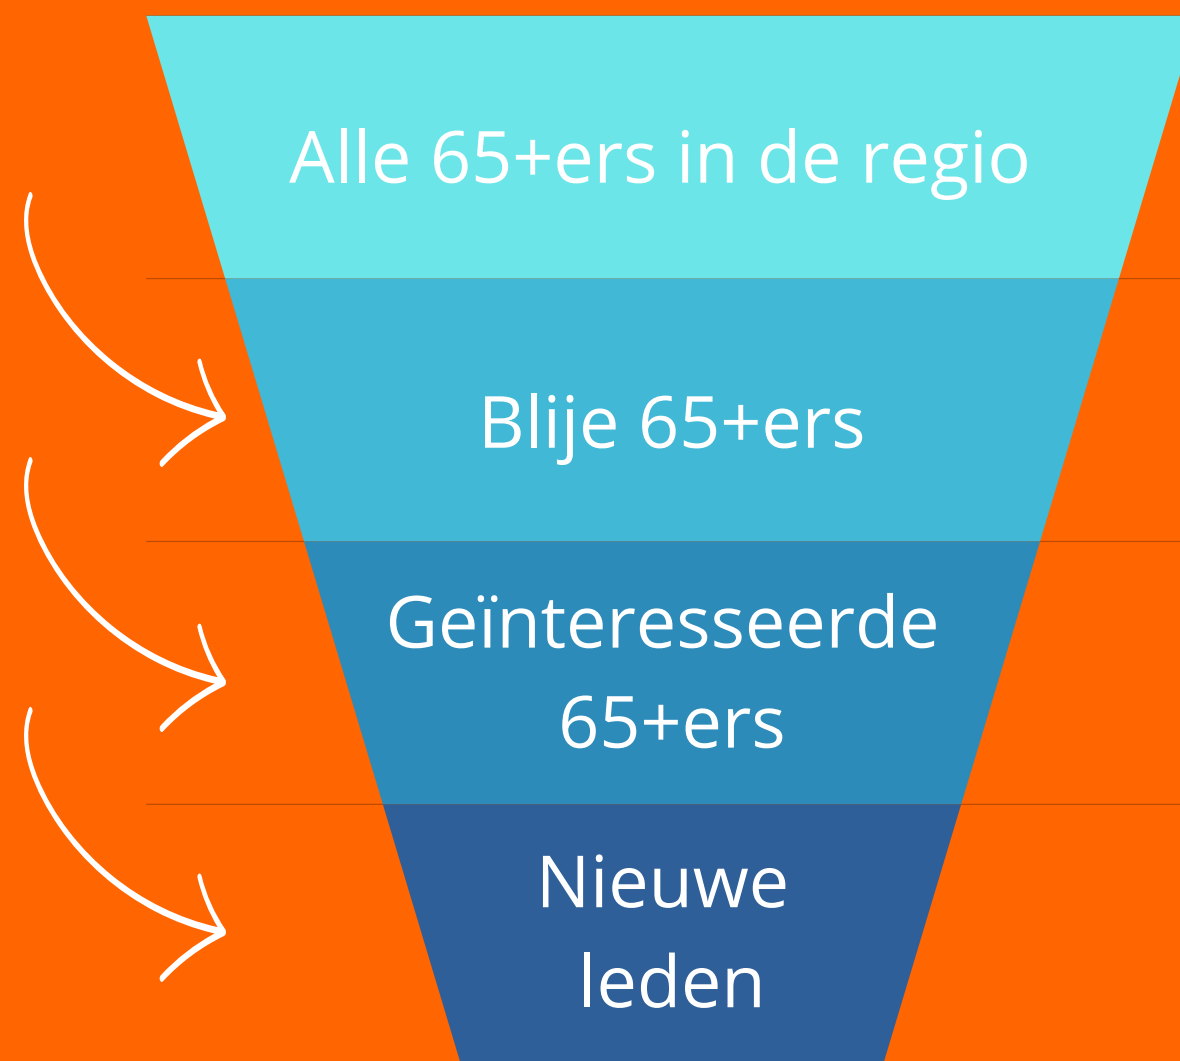 Alle 65+ers in de regio
Blije 65+ers
Geïnteresseerde
65+ers
Nieuwe
leden